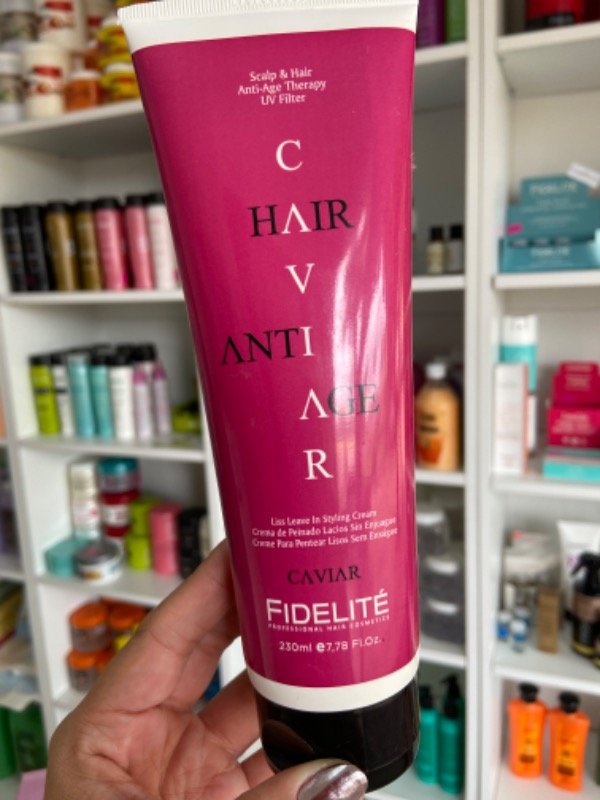 Scalp & Hair
Anti-Age Therapy
UV Filter
CAVIAR
HAIR
ANTI
AGE
Liss Leave In Styling Cream
Crema de Peinado Lacios Sin Enjuague
Creme Para Pentear Lisos Sem Enxágue
CAVIAR
FIDELITÉ
PROFESSIONAL HAIR COSMETICS
230ml e 7,78 Fl.Oz.